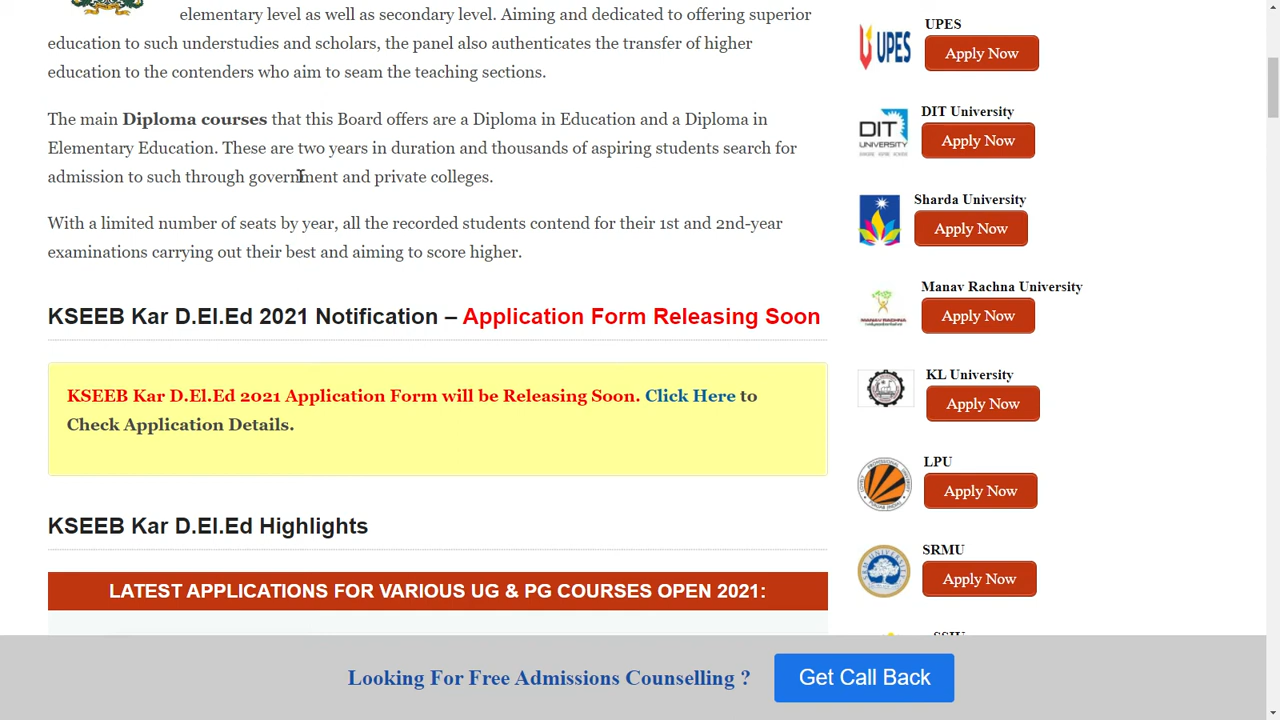 elementary level as well as secondary level. Aiming and dedicated to offering superior
education to such understudies and scholars, the panel also authenticates the transfer of higher
education to the contenders who aim to seam the teaching sections.
The main Diploma courses that this Board offers are a Diploma in Education and a Diploma in
Elementary Education. These are two years in duration and thousands of aspiring students search for
admission to such through government and private colleges.
With a limited number of seats by year, all the recorded students contend for their 1st and 2nd-year
examinations carrying out their best and aiming to score higher.
KSEEB Kar D.El.Ed 2021 Notification – Application Form Releasing Soon
KSEEB Kar D.El.Ed 2021 Application Form will be Releasing Soon. Click Here to
Check Application Details.
KSEEB Kar D.El.Ed Highlights
LATEST APPLICATIONS FOR VARIOUS UG & PG COURSES OPEN 2021:
UPES
UPES
Apply Now
DIT University
DIT
UNIVERSITY
Apply Now
Sharda University
Apply Now
Manav Rachna University
MANAV RACHNA
Apply Now
KL University
Apply Now
LPU
Apply Now
SRMU
Apply Now
Looking For Free Admissions Counselling ?
Get Call Back